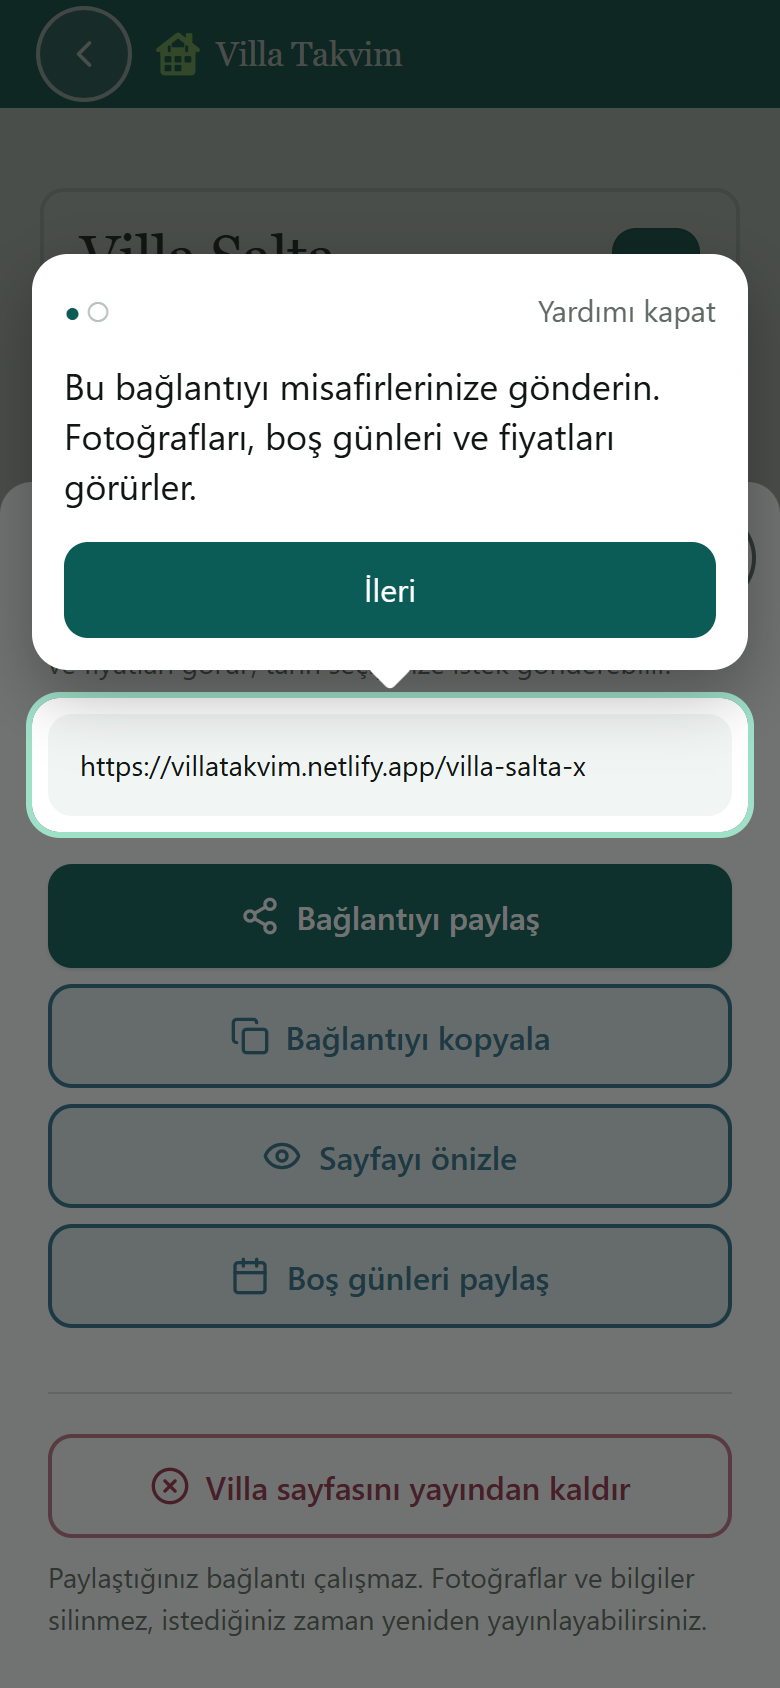 Villa Takvim
Villa Salta
Yardımı kapat
Bu bağlantıyı misafirlerinize gönderin.
Fotoğrafları, boş günleri ve fiyatları
görürler.
İleri
https://villatakvim.netlify.app/villa-salta-x
Bağlantıyı paylaş
Bağlantıyı kopyala
Sayfayı önizle
Boş günleri paylaş
Villa sayfasını yayından kaldır
Paylaştığınız bağlantı çalışmaz. Fotoğraflar ve bilgiler
silinmez, istediğiniz zaman yeniden yayınlayabilirsiniz.